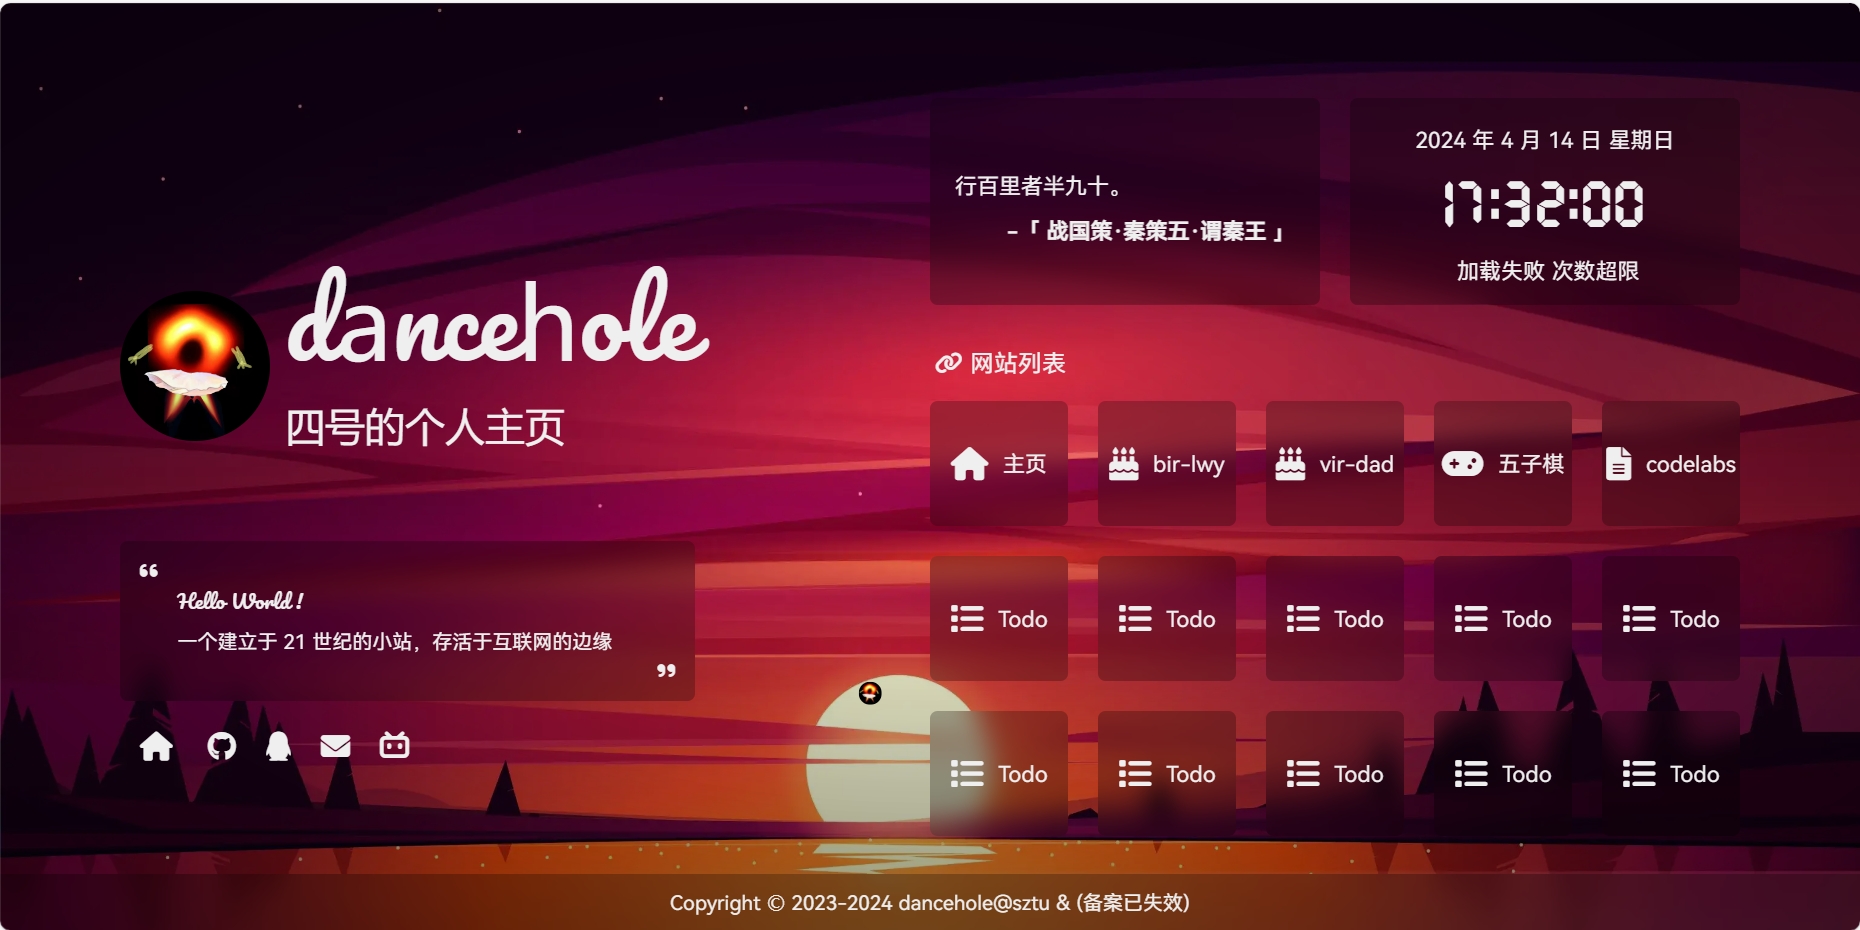 dancehole
四号的个人主页
“
Hello World !
一个建立于 21 世纪的小站，存活于互联网的边缘
”
行百里者半九十。
-「 战国策·秦策五·谓秦王 」
2024 年 4 月 14 日 星期日
17:32:00
加载失败 次数超限
网站列表
主页
bir-lwy
vir-dad
五子棋
codelabs
Todo
Todo
Todo
Todo
Todo
Todo
Todo
Todo
Todo
Todo
Copyright © 2023-2024 dancehole@sztu & (备案已失效)